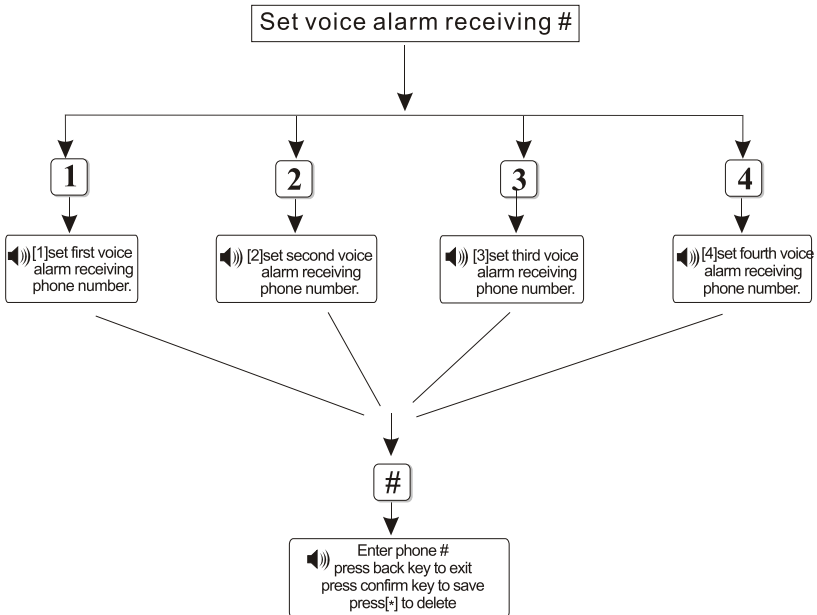 Set voice alarm receiving #
1
2
3
4
[1]set first voice
alarm receiving
phone number.
[2]set second voice
alarm receiving
phone number.
[3]set third voice
alarm receiving
phone number.
[4]set fourth voice
alarm receiving
phone number.
#
Enter phone #
press back key to exit
press confirm key to save
press[*] to delete